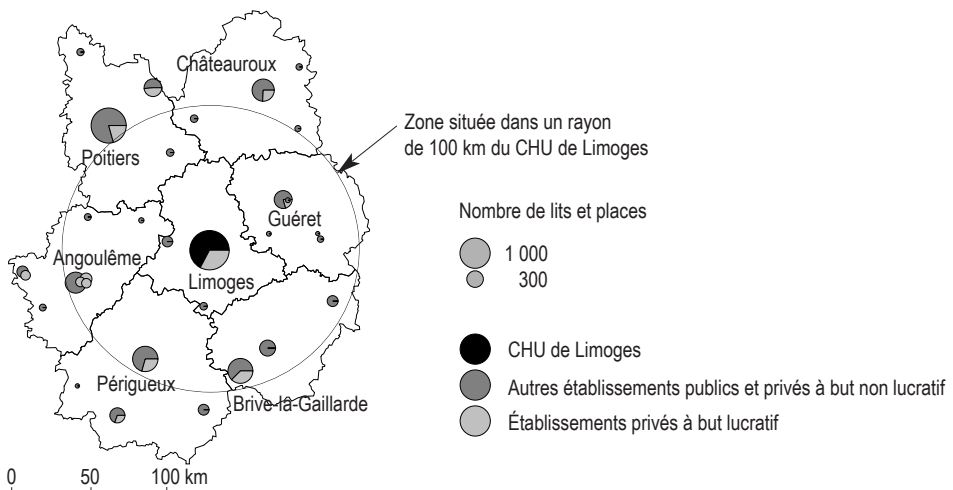 Châteauroux
Poitiers
Zone située dans un rayon
de 100 km du CHU de Limoges
Guéret
Angoulême
Limoges
Périgueux
Brive-lâ-Gaillarde
Nombre de lits et places
1 000
300
CHU de Limoges
Autres établissements publics et privés à but non lucratif
Établissements privés à but lucratif
0 50 100 km